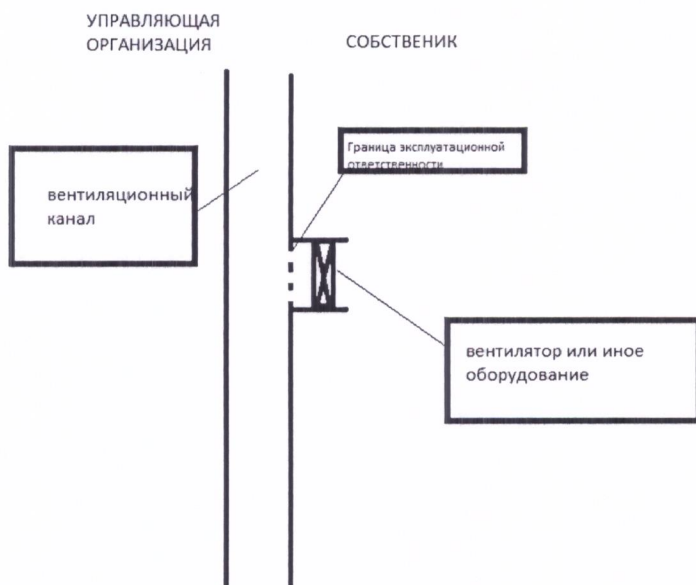 УПРАВЛЯЮЩАЯ
ОРГАНИЗАЦИЯ
СОБСТВЕНИК
Граница эксплуатационной
ответственности
вентиляционный
канал
вентилятор или иное
оборудование